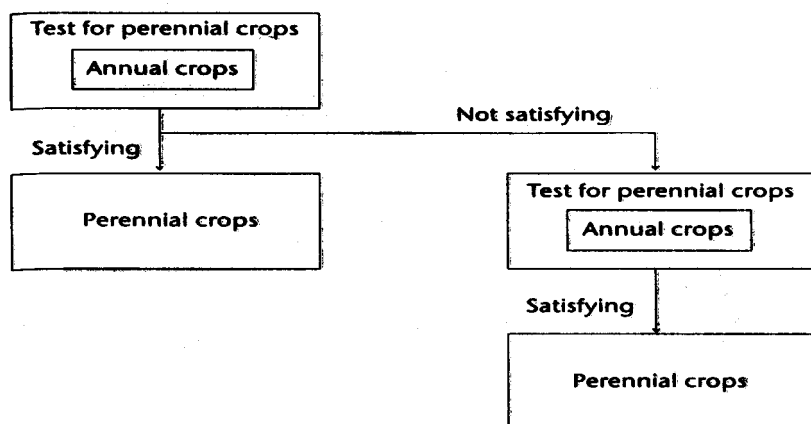 Test for perennial crops
Annual crops
Not satisfying
Satisfying
Perennial crops
Test for perennial crops
Annual crops
Satisfying
Perennial crops